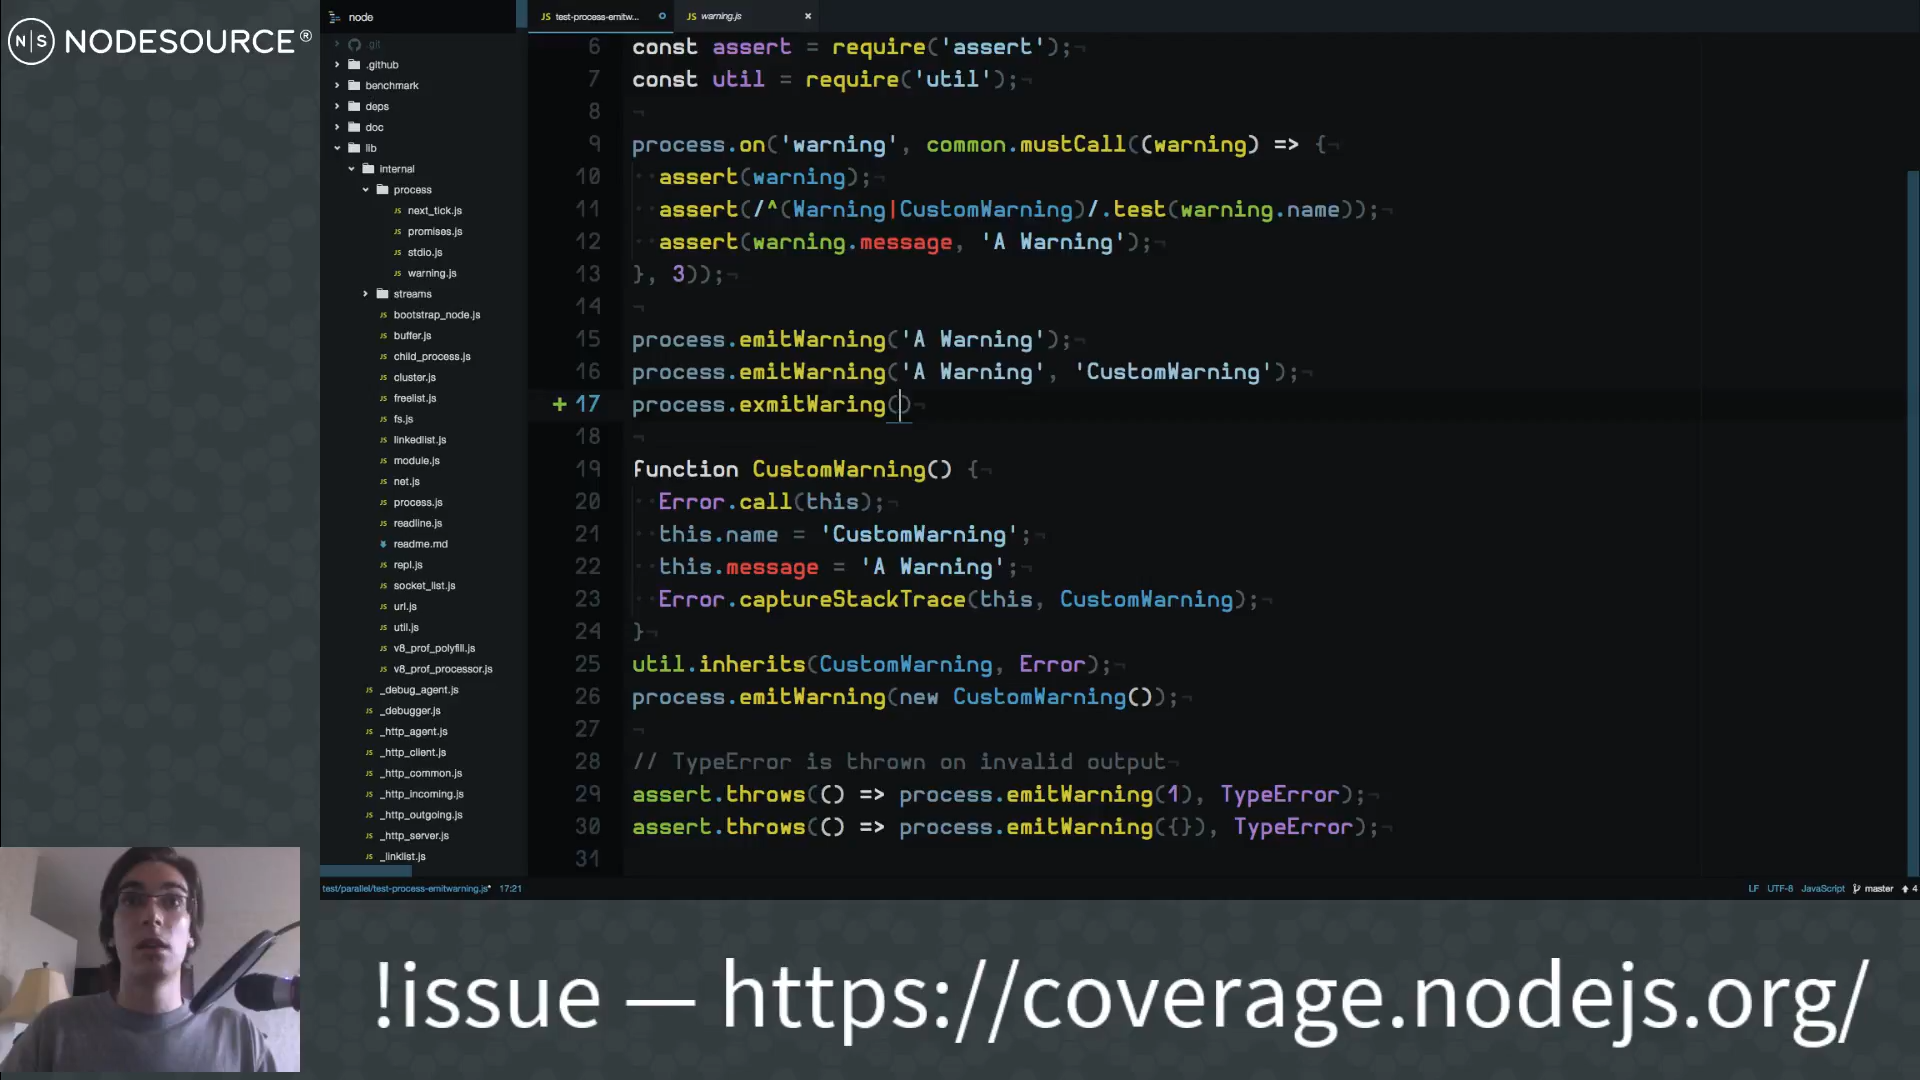 N|S NODESOURCE®
node
.git
.github
benchmark
deps
doc
lib
internal
process
next_tick.js
promises.js
stdio.js
warning.js
streams
bootstrap_node.js
buffer.js
child_process.js
cluster.js
freelist.js
fs.js
linkedlist.js
module.js
net.js
process.js
readline.js
readme.md
repl.js
socket_list.js
url.js
util.js
v8_prof_polyfill.js
v8_prof_processor.js
_debug_agent.js
_debugger.js
_http_agent.js
_http_client.js
_http_common.js
_http_incoming.js
_http_outgoing.js
_http_server.js
_linklist.js
JS test-process-emitw... JS warning.js ×
6 const assert = require('assert');
7 const util = require('util');
8
9 process.on('warning', common.mustCall((warning) => {
10 assert(warning);
11 assert(/^(Warning|CustomWarning)/.test(warning.name));
12 assert(warning.message, 'A Warning');
13 }, 3));
14
15 process.emitWarning('A Warning');
16 process.emitWarning('A Warning', 'CustomWarning');
+ 17 process.exmitWaring()
18
19 function CustomWarning() {
20 Error.call(this);
21 this.name = 'CustomWarning';
22 this.message = 'A Warning';
23 Error.captureStackTrace(this, CustomWarning);
24 }
25 util.inherits(CustomWarning, Error);
26 process.emitWarning(new CustomWarning());
27
28 // TypeError is thrown on invalid output
29 assert.throws(() => process.emitWarning(1), TypeError);
30 assert.throws(() => process.emitWarning({}), TypeError);
31
test/parallel/test-process-emitwarning.js* 17:21 LF UTF-8 JavaScript master 4
!issue — https://coverage.nodejs.org/